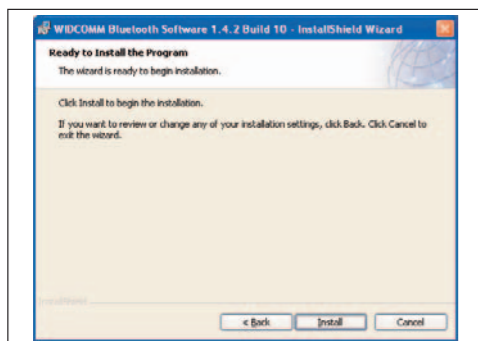 WIDCOMM Bluetooth Software 1.4.2 Build 10 - InstallShield Wizard
Ready to Install the Program
The wizard is ready to begin installation.
Click Install to begin the installation.
If you want to review or change any of your installation settings, click Back. Click Cancel to
exit the wizard.
InstallShield
< Back Install Cancel